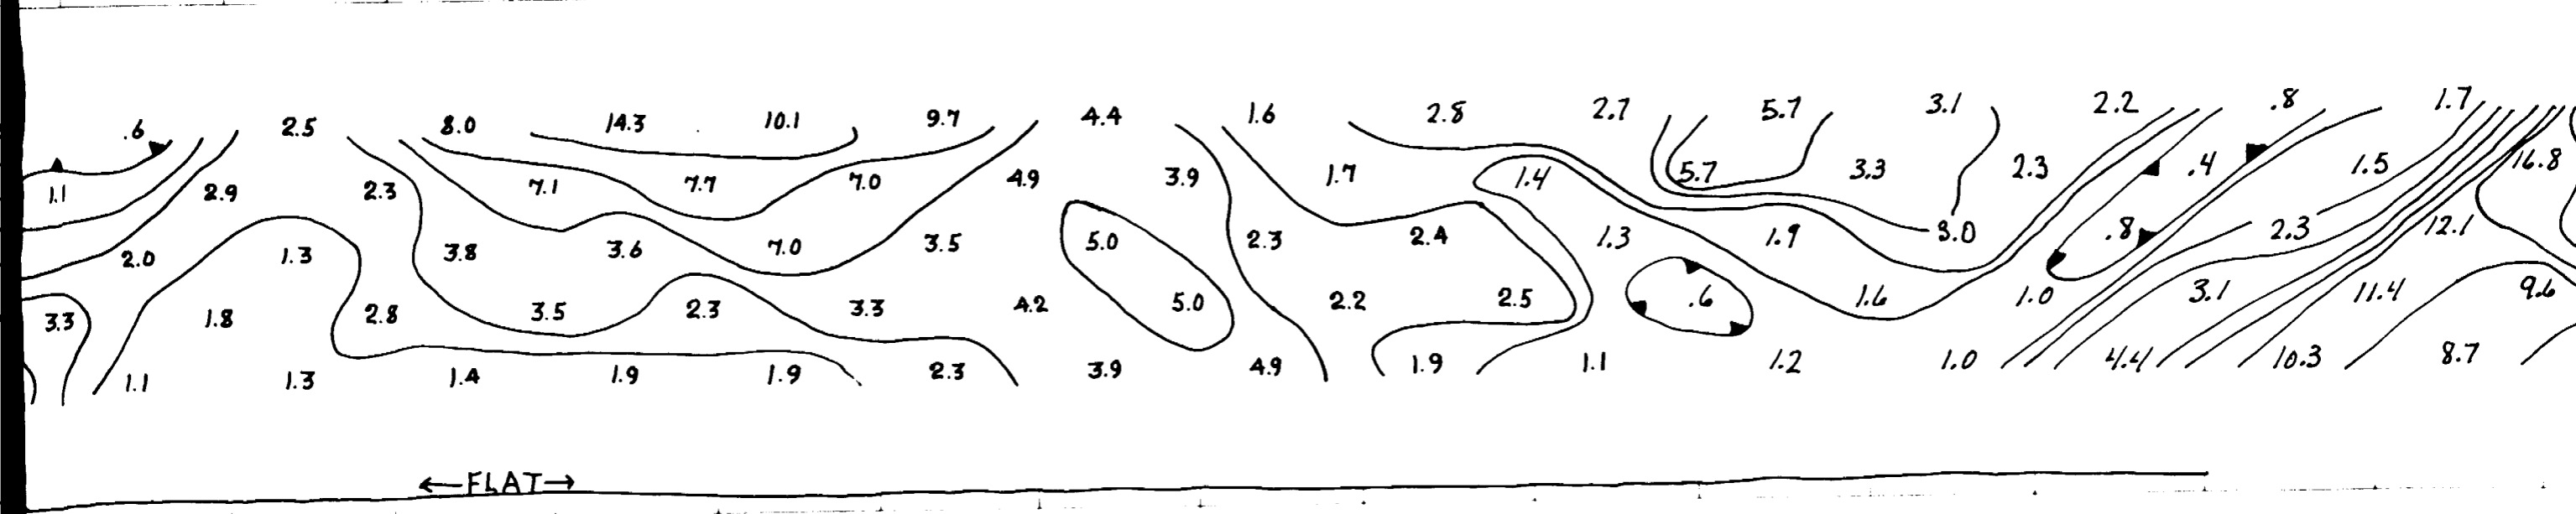 .6 2.5 8.0 14.3 10.1 9.7 4.4 1.6 2.8 2.7 5.7 3.1 2.2 .8 1.7
1.1 2.9 2.3 7.1 7.7 7.0 4.9 3.9 1.7 1.4 5.7 3.3 2.3 .4 1.5 16.8
2.0 1.3 3.8 3.6 7.0 3.5 5.0 2.3 2.4 1.3 1.9 3.0 .8 2.3 12.1
3.3 1.8 2.8 3.5 2.3 3.3 4.2 5.0 2.2 2.5 .6 1.6 1.0 3.1 11.4 9.6
1.1 1.3 1.4 1.9 1.9 2.3 3.9 4.9 1.9 1.1 1.2 1.0 4.4 10.3 8.7
←FLAT→